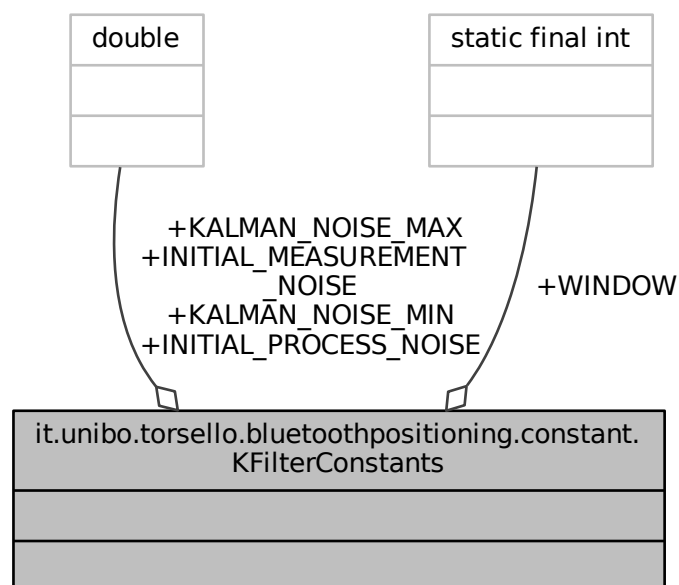 double
static final int
+KALMAN_NOISE_MAX
+INITIAL_MEASUREMENT
_NOISE
+KALMAN_NOISE_MIN
+INITIAL_PROCESS_NOISE
+WINDOW
it.unibo.torsello.bluetoothpositioning.constant.
KFilterConstants